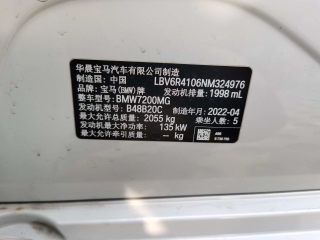 华晨宝马汽车有限公司制造
制造国: 中国 LBV6R4106NM324976
品牌: 宝马(BMW)牌 发动机排量: 1998 mL
整车型号: BMW7200MG
发动机型号: B48B20C 制造年月: 2022-04
最大允许总质量: 2055 kg 乘坐人数: 5
发动机最大净功率: 135 kW
最大允许牵引质量: -- kg